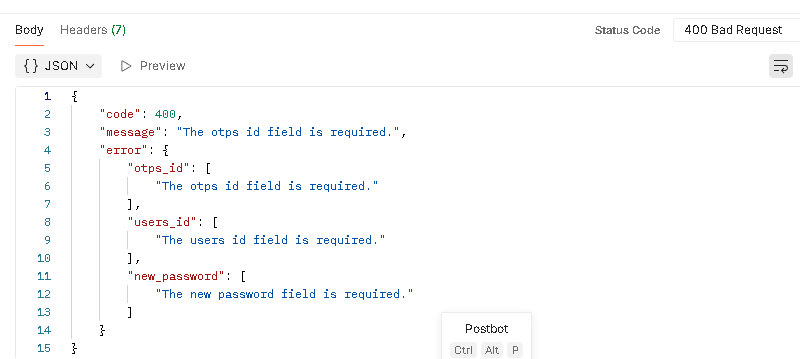 Body Headers (7) Status Code 400 Bad Request
{} JSON Preview
1 {
2 "code": 400,
3 "message": "The otps id field is required.",
4 "error": {
5 "otps_id": [
6 "The otps id field is required."
7 ],
8 "users_id": [
9 "The users id field is required."
10 ],
11 "new_password": [
12 "The new password field is required."
13 ]
14 }
15 }
Postbot
Ctrl Alt P